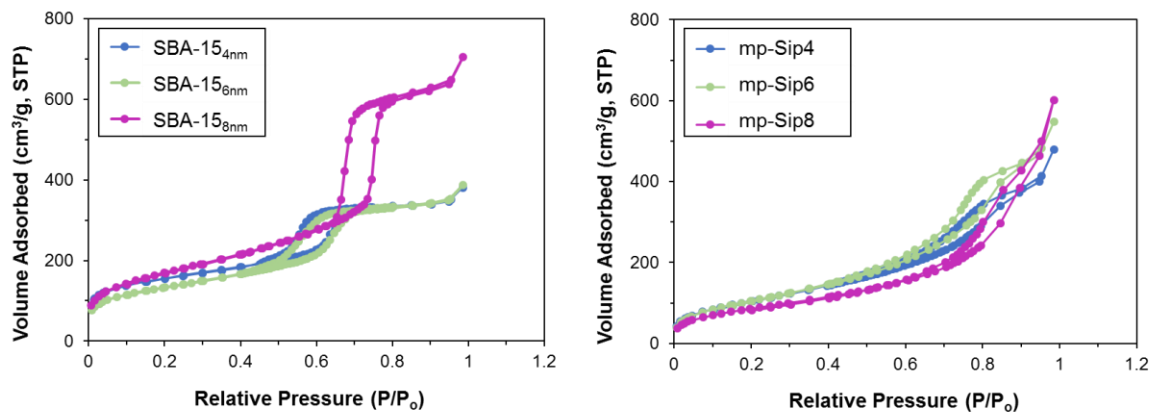 800
600
400
200
0
Volume Adsorbed (cm³/g, STP)
SBA-15₄ₙₘ
SBA-15₆ₙₘ
SBA-15₈ₙₘ
0 0.2 0.4 0.6 0.8 1 1.2
Relative Pressure (P/Pₒ)
800
600
400
200
0
Volume Adsorbed (cm³/g, STP)
mp-Sip4
mp-Sip6
mp-Sip8
0 0.2 0.4 0.6 0.8 1 1.2
Relative Pressure (P/Pₒ)